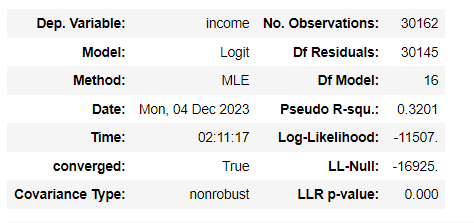 Dep. Variable: income No. Observations: 30162
Model: Logit Df Residuals: 30145
Method: MLE Df Model: 16
Date: Mon, 04 Dec 2023 Pseudo R-squ.: 0.3201
Time: 02:11:17 Log-Likelihood: -11507.
converged: True LL-Null: -16925.
Covariance Type: nonrobust LLR p-value: 0.000